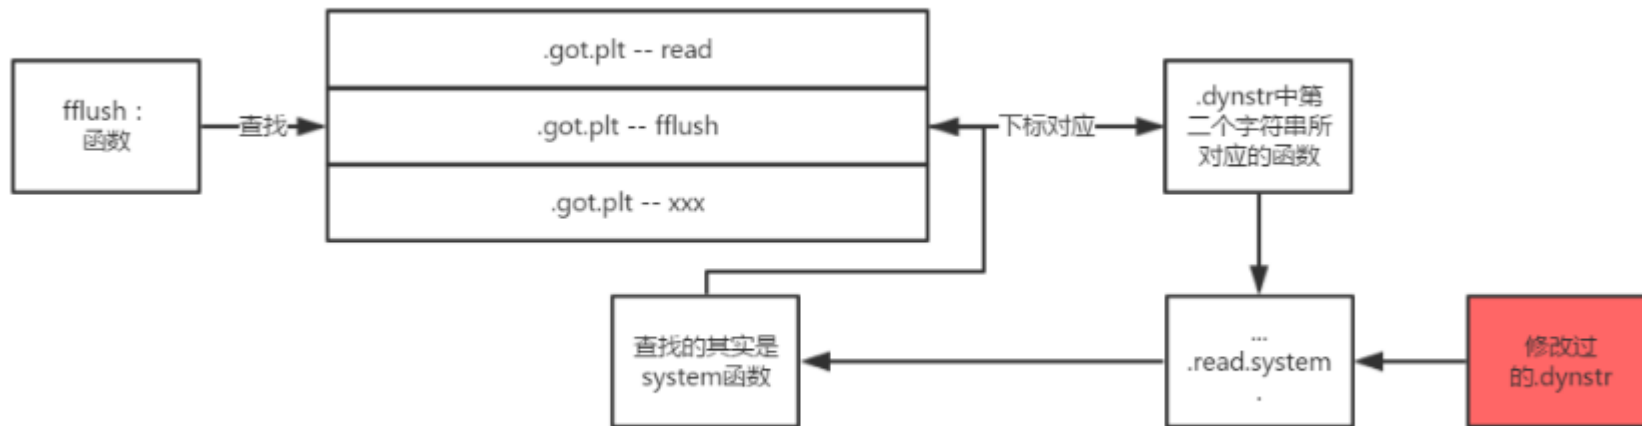 fflush：
函数
查找
.got.plt -- read
.got.plt -- fflush
.got.plt -- xxx
下标对应
.dynstr中第
二个字符串所
对应的函数
查找的其实是
system函数
...
.read.system
.
修改过
的.dynstr